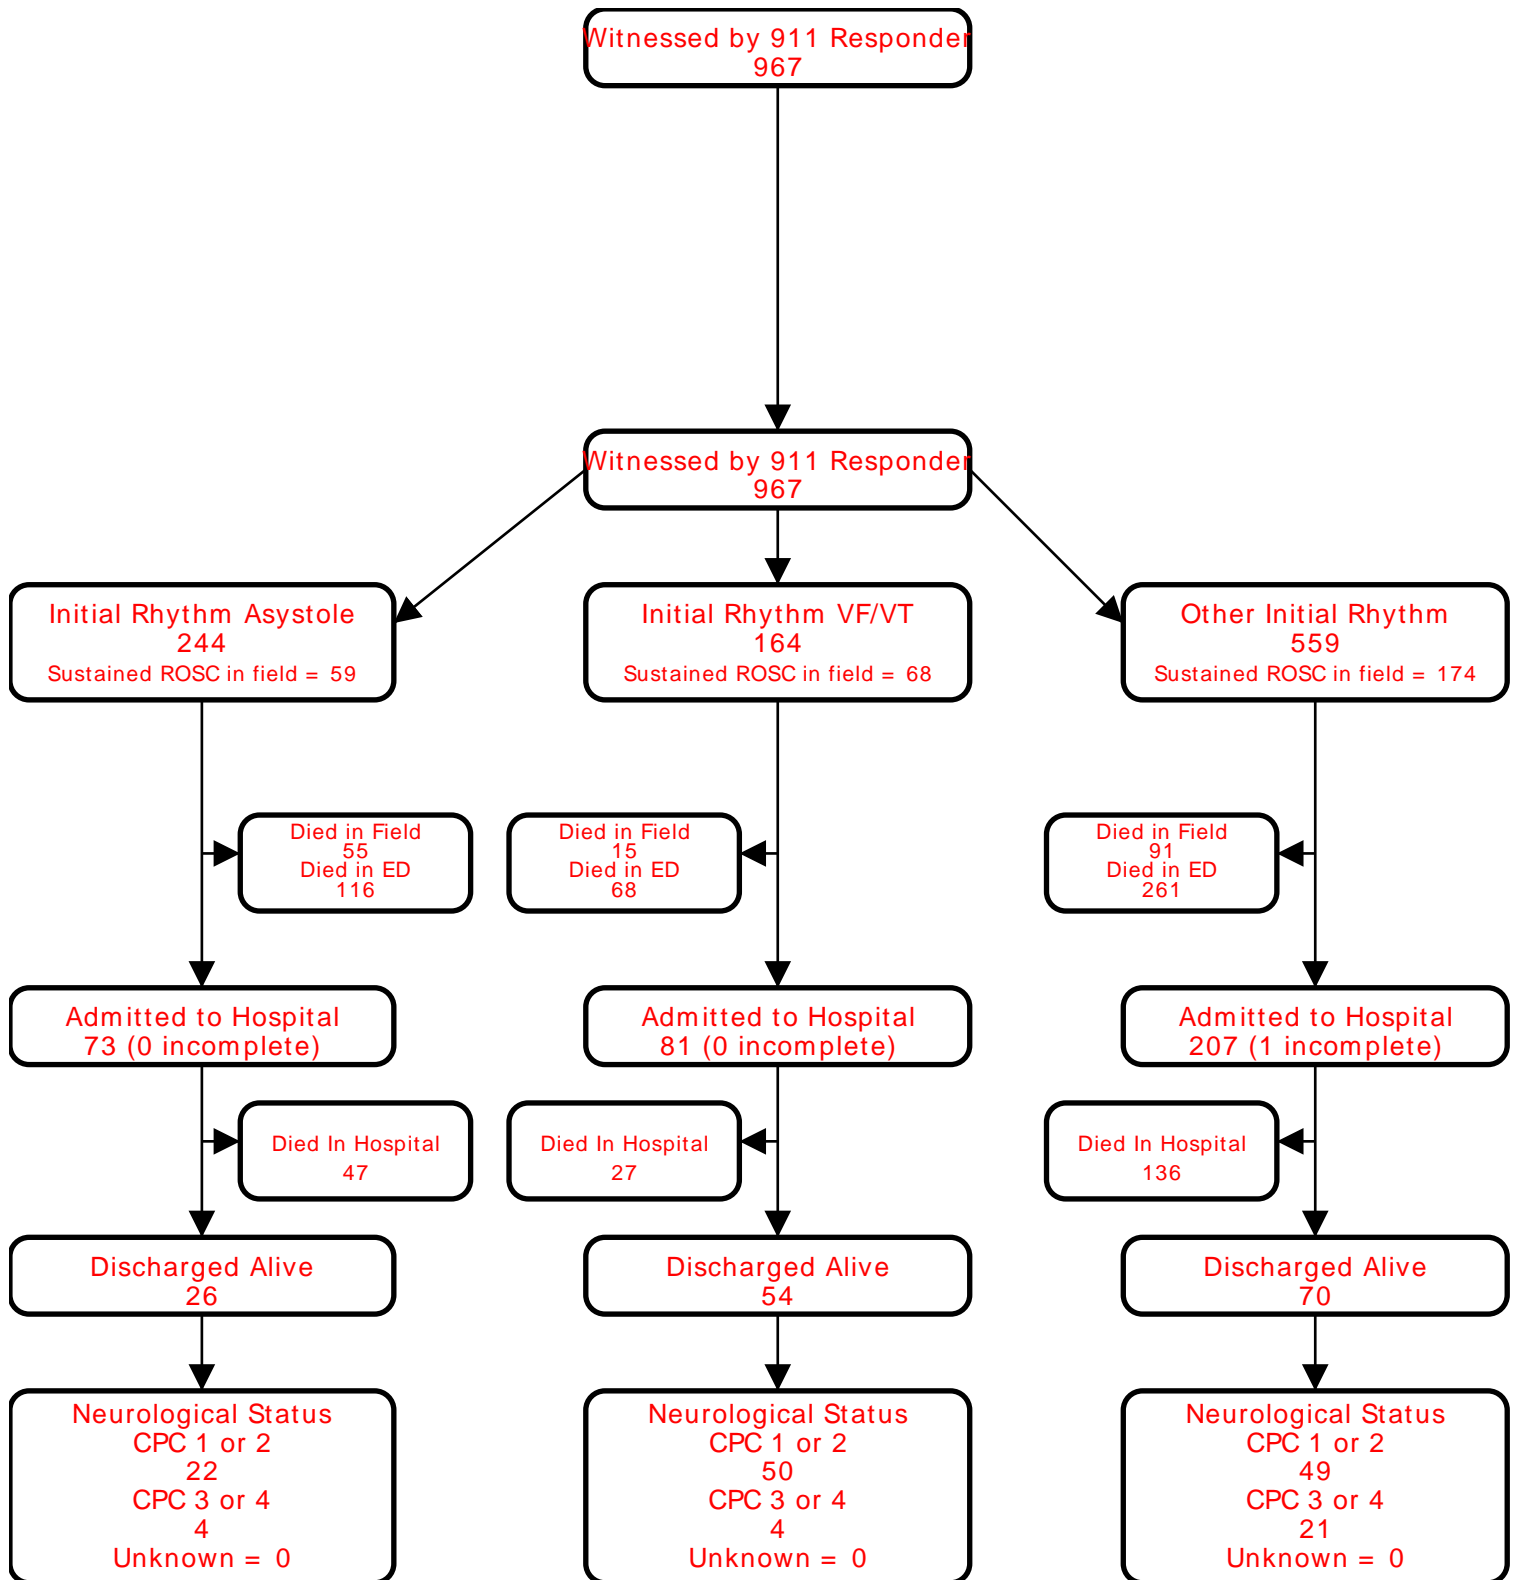 Witnessed by 911 Responder
967
Witnessed by 911 Responder
967
Initial Rhythm Asystole
244
Sustained ROSC in field = 59
Initial Rhythm VF/VT
164
Sustained ROSC in field = 68
Other Initial Rhythm
559
Sustained ROSC in field = 174
Died in Field
55
Died in ED
116
Died in Field
15
Died in ED
68
Died in Field
91
Died in ED
261
Admitted to Hospital
73 (0 incomplete)
Admitted to Hospital
81 (0 incomplete)
Admitted to Hospital
207 (1 incomplete)
Died In Hospital
47
Died In Hospital
27
Died In Hospital
136
Discharged Alive
26
Discharged Alive
54
Discharged Alive
70
Neurological Status
CPC 1 or 2
22
CPC 3 or 4
4
Unknown = 0
Neurological Status
CPC 1 or 2
50
CPC 3 or 4
4
Unknown = 0
Neurological Status
CPC 1 or 2
49
CPC 3 or 4
21
Unknown = 0